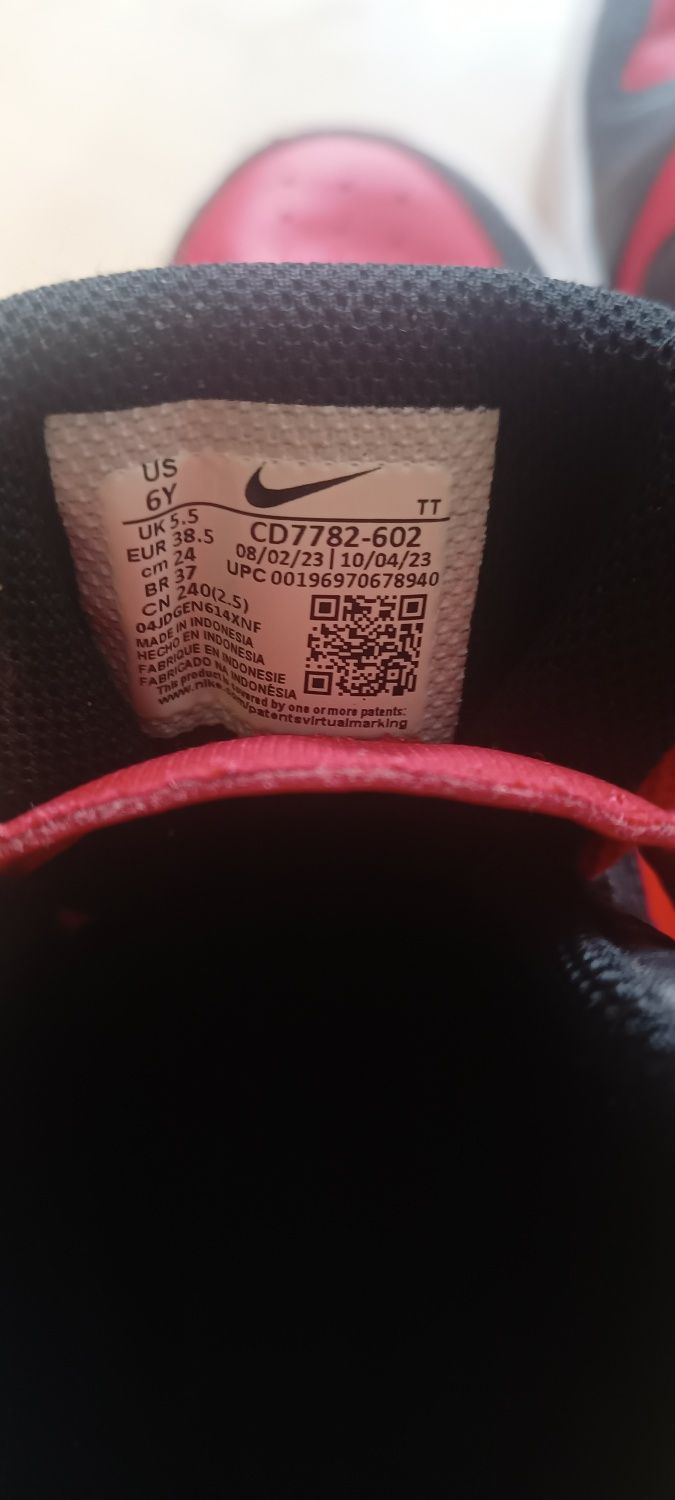 US
6Y
TT
UK 5.5
EUR 38.5
cm 24
BR 37
CN 240(2.5)
CD7782-602
08/02/23 | 10/04/23
UPC 00196970678940
04JDGEN614XNF
MADE IN INDONESIA
HECHO EN INDONESIA
FABRIQUE EN INDONESIE
FABRICADO NA INDONÉSIA
This product is covered by one or more patents:
www.nike.com/patentsvirtualmarking